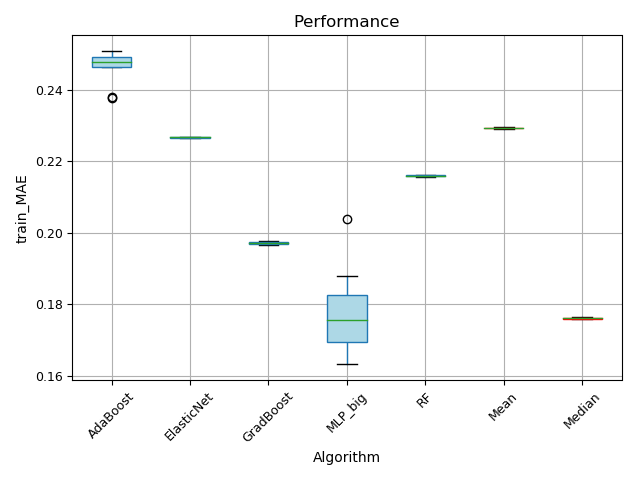 Performance
0.24
0.22
0.20
0.18
0.16
train_MAE
AdaBoost
ElasticNet
GradBoost
MLP_big
RF
Mean
Median
Algorithm